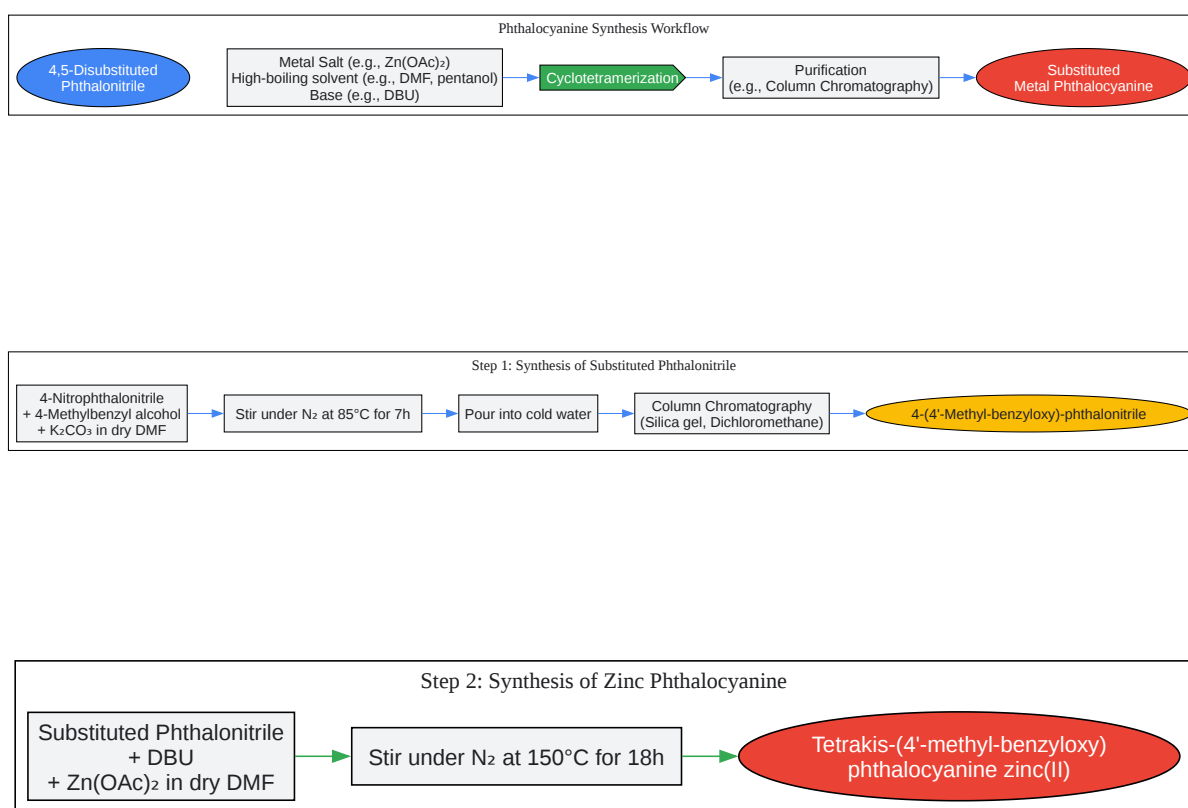 Phthalocyanine Synthesis Workflow
4,5-Disubstituted
Phthalonitrile
Metal Salt (e.g., Zn(OAc)₂)
High-boiling solvent (e.g., DMF, pentanol)
Base (e.g., DBU)
Cyclotetramerization
Purification
(e.g., Column Chromatography)
Substituted
Metal Phthalocyanine
Step 1: Synthesis of Substituted Phthalonitrile
4-Nitrophthalonitrile
+ 4-Methylbenzyl alcohol
+ K₂CO₃ in dry DMF
Stir under N₂ at 85°C for 7h
Pour into cold water
Column Chromatography
(Silica gel, Dichloromethane)
4-(4'-Methyl-benzyloxy)-phthalonitrile
Step 2: Synthesis of Zinc Phthalocyanine
Substituted Phthalonitrile
+ DBU
+ Zn(OAc)₂ in dry DMF
Stir under N₂ at 150°C for 18h
Tetrakis-(4'-methyl-benzyloxy)
phthalocyanine zinc(II)